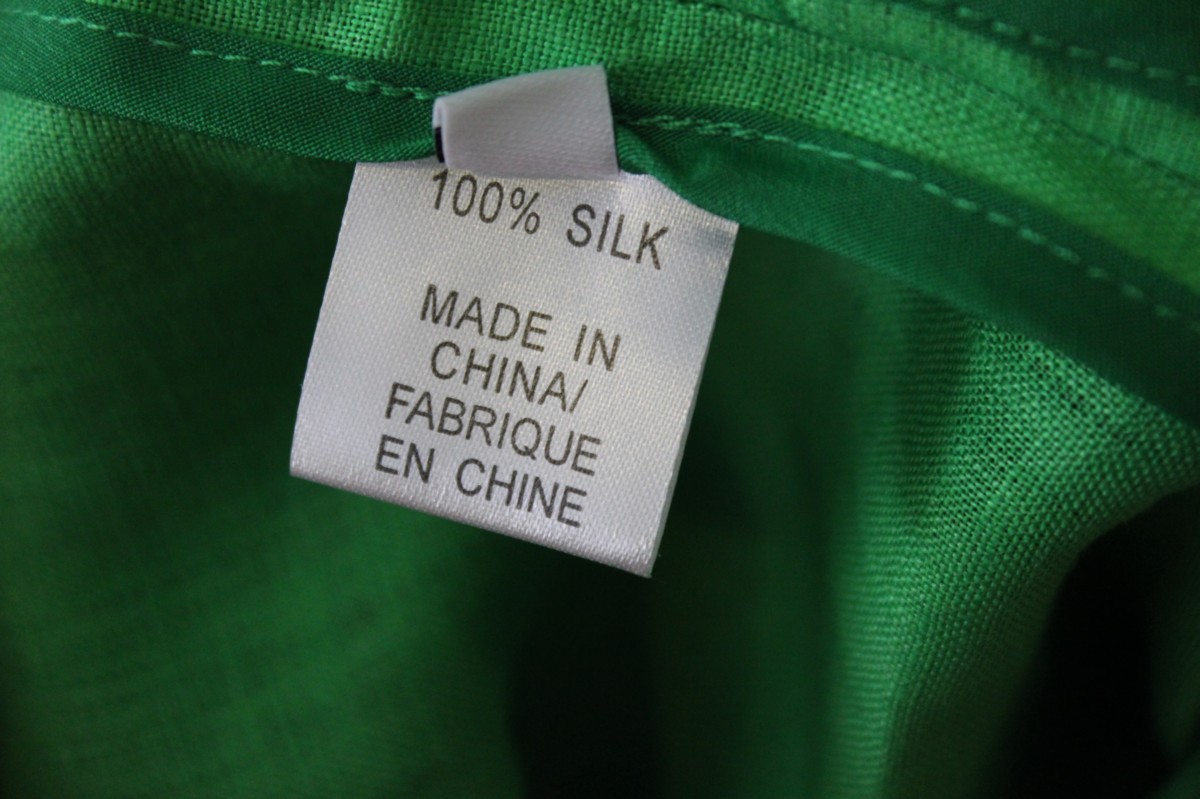 100% SILK
MADE IN
CHINA/
FABRIQUE
EN CHINE